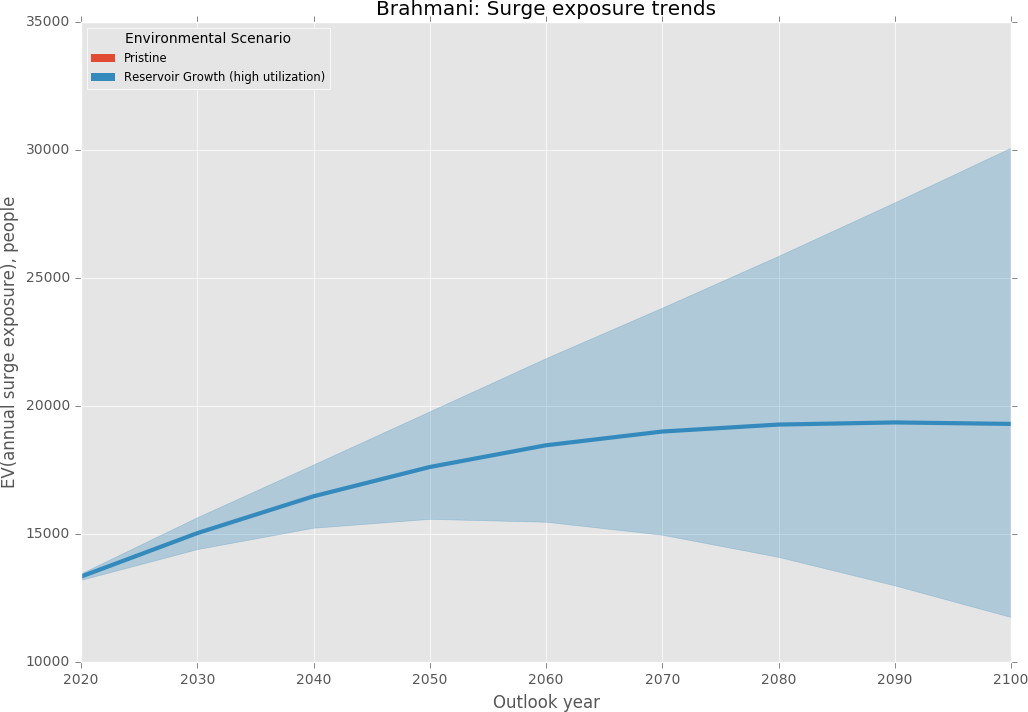 Brahmani: Surge exposure trends
35000
30000
25000
20000
15000
10000
EV(annual surge exposure), people
Environmental Scenario
Pristine
Reservoir Growth (high utilization)
2020 2030 2040 2050 2060 2070 2080 2090 2100
Outlook year